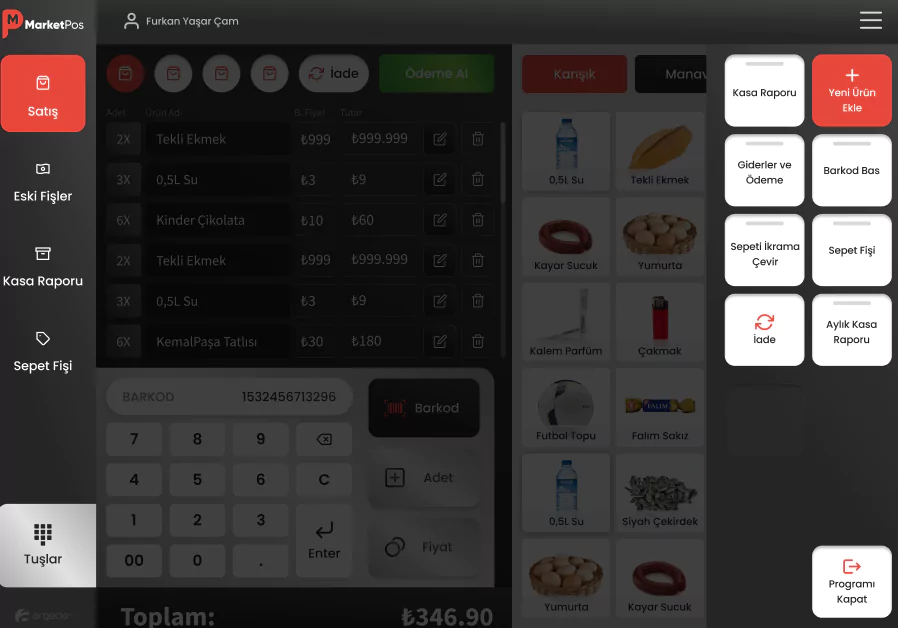 MarketPos
Furkan Yaşar Çam
Satış
Eski Fişler
Kasa Raporu
Sepet Fişi
Tuşlar
İade
Ödeme Al
Adet
Ürün Adı
B. Fiyat
Tutar
2X Tekli Ekmek ₺999 ₺999.999
3X 0,5L Su ₺3 ₺9
6X Kinder Çikolata ₺10 ₺60
2X Tekli Ekmek ₺999 ₺999.999
3X 0,5L Su ₺3 ₺9
6X KemalPaşa Tatlısı ₺30 ₺180
BARKOD 1532456713296
7 8 9
4 5 6 C
1 2 3
Enter
00 0 .
Barkod
Adet
Fiyat
Toplam: ₺346.90
Karışık
Manav
0,5L Su
Tekli Ekmek
Kayar Sucuk
Yumurta
Kalem Parfüm
Çakmak
Futbol Topu
Falım Sakız
0,5L Su
Siyah Çekirdek
Yumurta
Kayar Sucuk
Kasa Raporu
Yeni Ürün
Ekle
Giderler ve
Ödeme
Barkod Bas
Sepeti İkrama
Çevir
Sepet Fişi
İade
Aylık Kasa
Raporu
Programı
Kapat